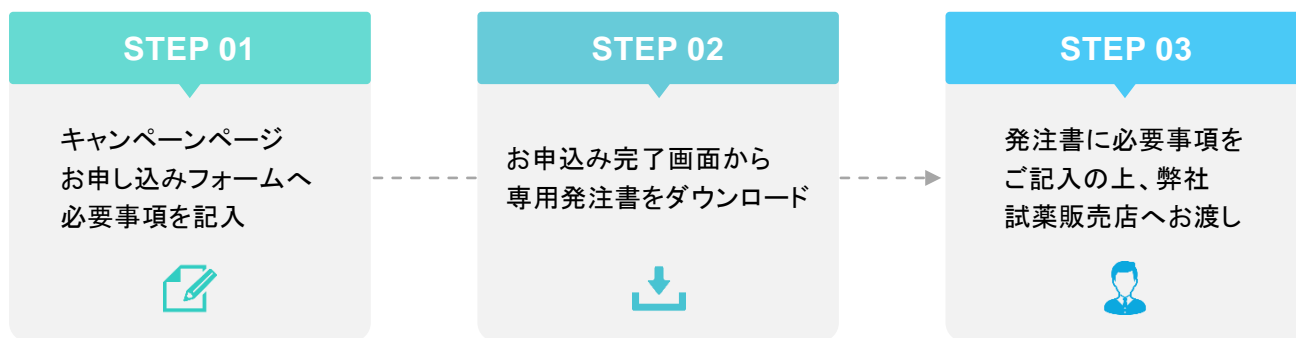 STEP 01
キャンペーンページ
お申し込みフォームへ
必要事項を記入
STEP 02
お申込み完了画面から
専用発注書をダウンロード
STEP 03
発注書に必要事項を
ご記入の上、弊社
試薬販売店へお渡し